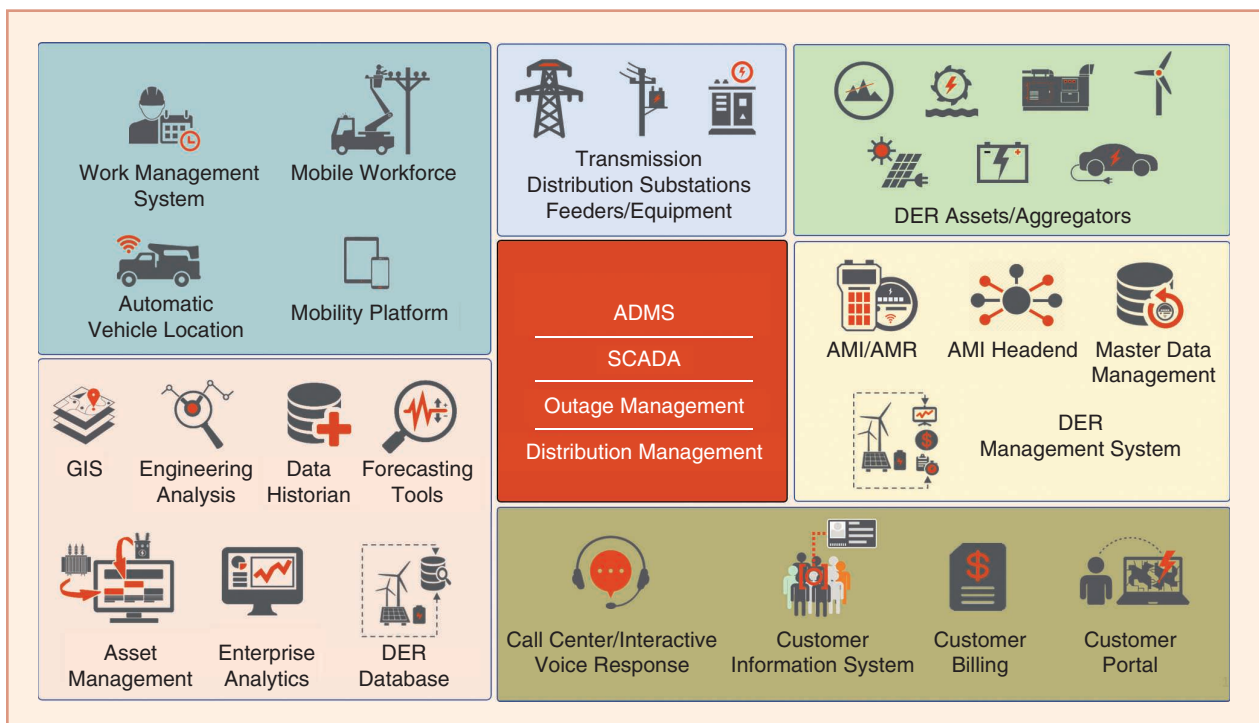 Work Management
System
Mobile Workforce
Automatic
Vehicle Location
Mobility Platform
Transmission
Distribution Substations
Feeders/Equipment
DER Assets/Aggregators
ADMS
SCADA
Outage Management
Distribution Management
AMI/AMR
AMI Headend
Master Data
Management
DER
Management System
GIS
Engineering
Analysis
Data
Historian
Forecasting
Tools
Asset
Management
Enterprise
Analytics
DER
Database
Call Center/Interactive
Voice Response
Customer
Information System
Customer
Billing
Customer
Portal